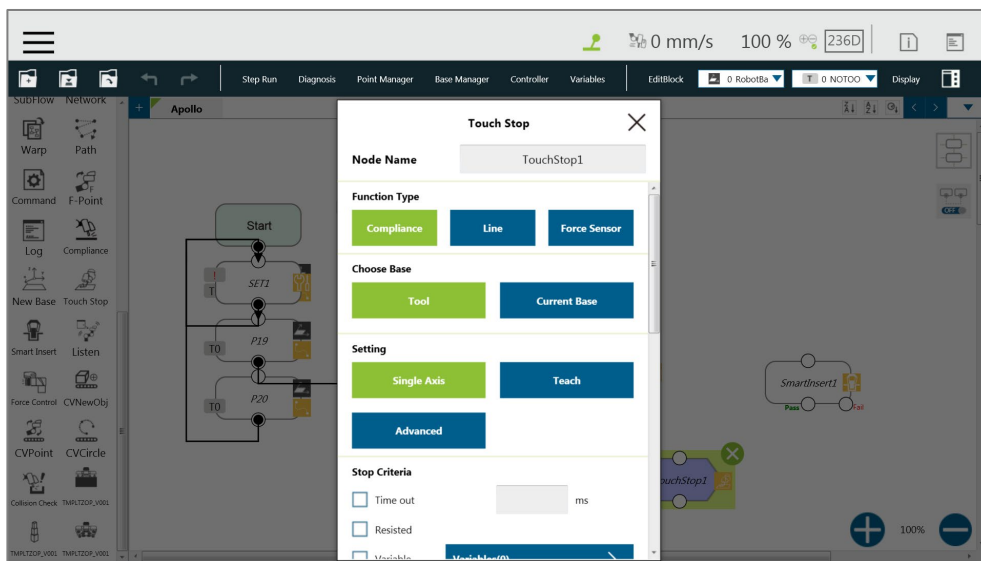 0 mm/s 100 % 236D
Step Run Diagnosis Point Manager Base Manager Controller Variables EditBlock 0 RobotBa T 0 NOTOO Display
SubFlow Network
+ Apollo
Warp Path
Command F-Point
Log Compliance
New Base Touch Stop
Smart Insert Listen
Force Control CVNewObj
CVPoint CVCircle
Collision Check TMPLTZOP_V001
TMPLTZOP_V001 TMPLTZOP_V001
Start
SET1
T
P19
T0
P20
T0
Touch Stop
Node Name TouchStop1
Function Type
Compliance Line Force Sensor
Choose Base
Tool Current Base
Setting
Single Axis Teach
Advanced
Stop Criteria
Time out ms
Resisted
Variable Variables(0)
OFF
SmartInsert1
Pass Fail
TouchStop1
100%